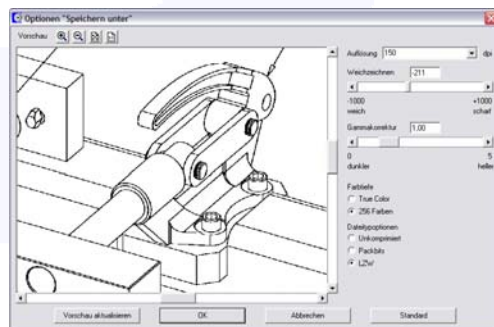 Optionen "Speichern unter"
Vorschau
Auflösung 150 dpi
Weichzeichnen -211
-1000 +1000
weich scharf
Gammakorrektur 1,00
0 5
dunkler heller
Farbtiefe
True Color
256 Farben
Dateitypoptionen
Unkomprimiert
Packbits
LZW
Vorschau aktualisieren OK Abbrechen Standard